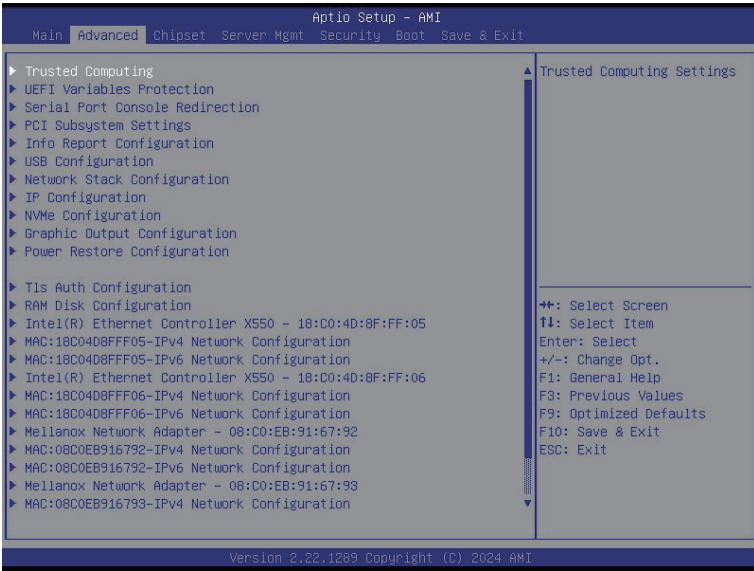 Aptio Setup – AMI
Main Advanced Chipset Server Mgmt Security Boot Save & Exit
Trusted Computing
UEFI Variables Protection
Serial Port Console Redirection
PCI Subsystem Settings
Info Report Configuration
USB Configuration
Network Stack Configuration
IP Configuration
NVMe Configuration
Graphic Output Configuration
Power Restore Configuration
Tls Auth Configuration
RAM Disk Configuration
Intel(R) Ethernet Controller X550 – 18:C0:4D:8F:FF:05
MAC:18C04D8FFF05–IPv4 Network Configuration
MAC:18C04D8FFF05–IPv6 Network Configuration
Intel(R) Ethernet Controller X550 – 18:C0:4D:8F:FF:06
MAC:18C04D8FFF06–IPv4 Network Configuration
MAC:18C04D8FFF06–IPv6 Network Configuration
Mellanox Network Adapter – 08:C0:EB:91:67:92
MAC:08C0EB916792–IPv4 Network Configuration
MAC:08C0EB916792–IPv6 Network Configuration
Mellanox Network Adapter – 08:C0:EB:91:67:93
MAC:08C0EB916793–IPv4 Network Configuration
Trusted Computing Settings
→←: Select Screen
↑↓: Select Item
Enter: Select
+/–: Change Opt.
F1: General Help
F3: Previous Values
F9: Optimized Defaults
F10: Save & Exit
ESC: Exit
Version 2.22.1289 Copyright (C) 2024 AMI